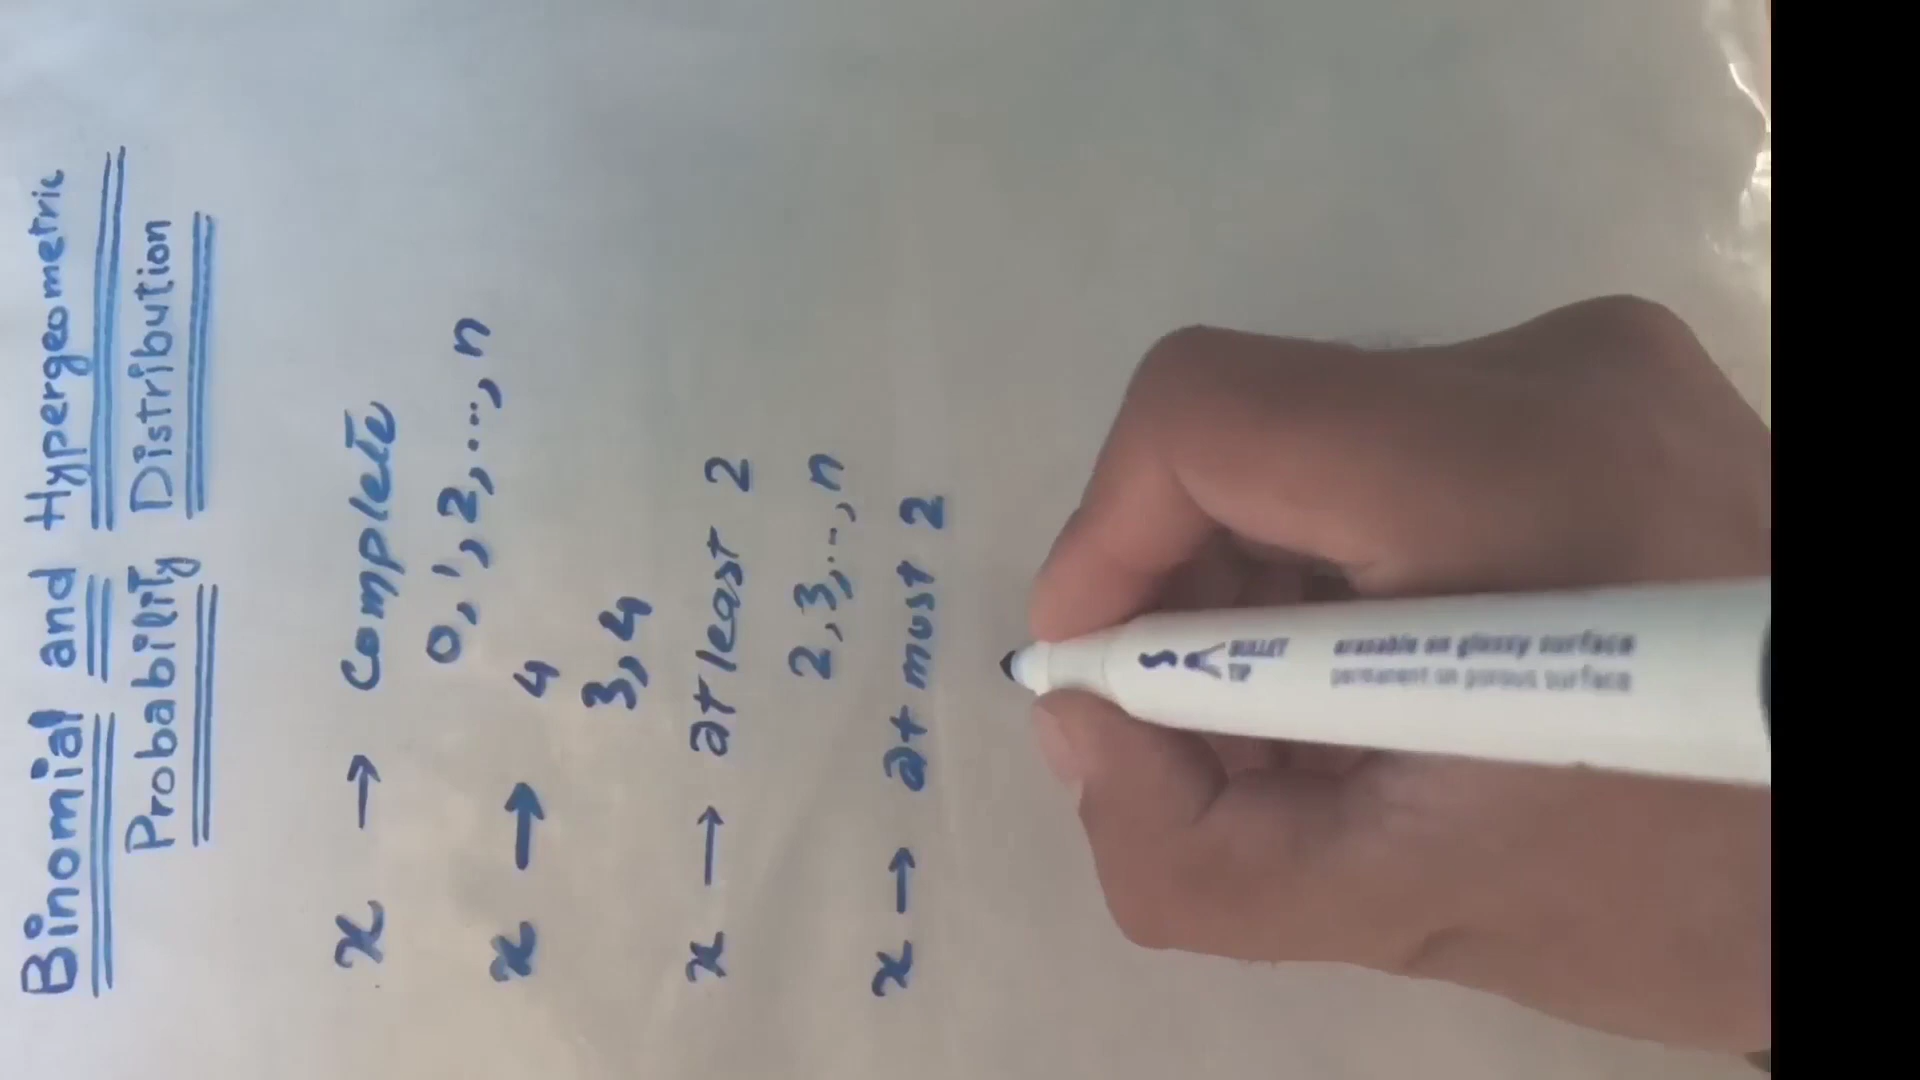 Binomial and Hypergeometric
Probability Distribution
x → Complete
0, 1, 2, ..., n
x → 4
3, 4
x → at least 2
2, 3, ..., n
x → at must 2
BULLET
TIP
erasable on glossy surface
permanent on porous surface